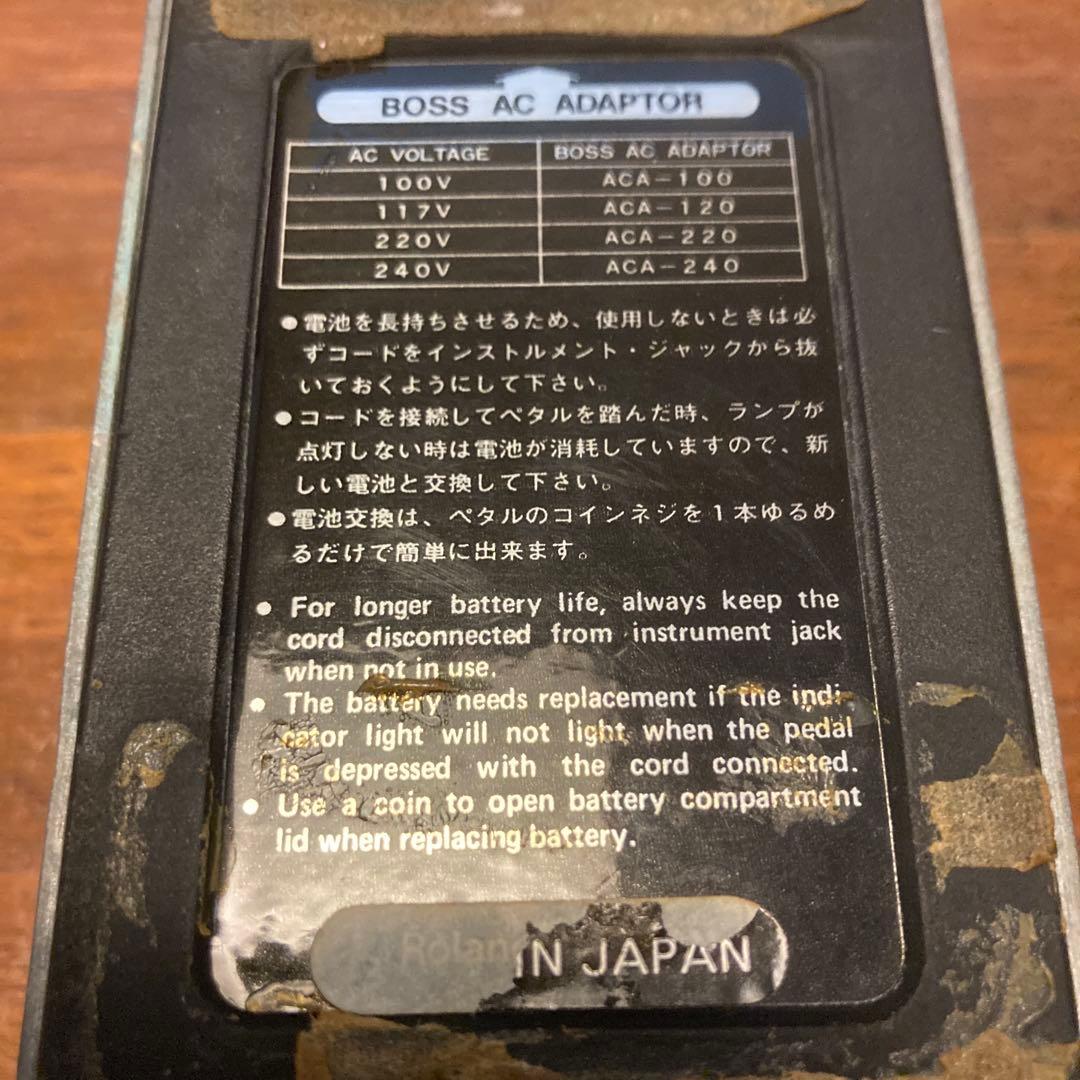 BOSS AC ADAPTOR
AC VOLTAGE BOSS AC ADAPTOR
100V ACA-100
117V ACA-120
220V ACA-220
240V ACA-240
●電池を長持ちさせるため、使用しないときは必
ずコードをインストルメント・ジャックから抜
いておくようにして下さい。
●コードを接続してペダルを踏んだ時、ランプが
点灯しない時は電池が消耗していますので、新
しい電池と交換して下さい。
●電池交換は、ペダルのコインネジを1本ゆるめ
るだけで簡単に出来ます。
● For longer battery life, always keep the
cord disconnected from instrument jack
when not in use.
● The battery needs replacement if the indi-
cator light will not light when the pedal
is depressed with the cord connected.
● Use a coin to open battery compartment
lid when replacing battery.
Rolan IN JAPAN